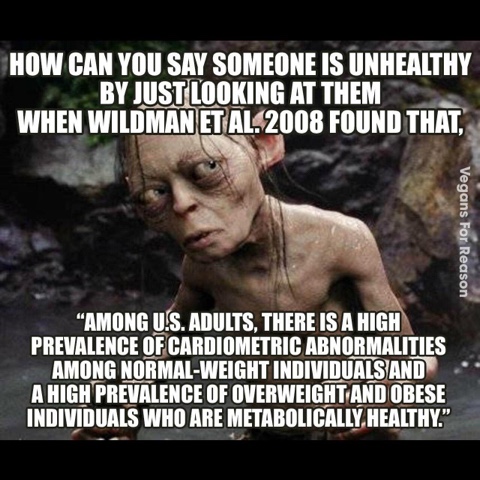 HOW CAN YOU SAY SOMEONE IS UNHEALTHY
BY JUST LOOKING AT THEM
WHEN WILDMAN ET AL. 2008 FOUND THAT,
Vegans For Reason
"AMONG U.S. ADULTS, THERE IS A HIGH
PREVALENCE OF CARDIOMETRIC ABNORMALITIES
AMONG NORMAL-WEIGHT INDIVIDUALS AND
A HIGH PREVALENCE OF OVERWEIGHT AND OBESE
INDIVIDUALS WHO ARE METABOLICALLY HEALTHY."